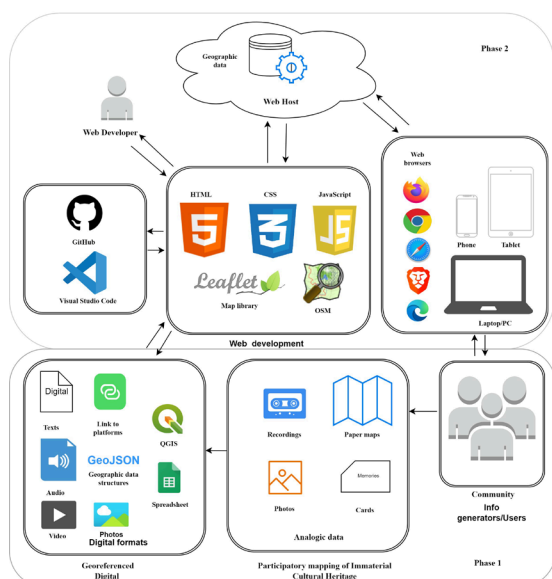 Phase 2
Geographic
data
Web Host
Web Developer
Web
browsers
HTML
CSS
JavaScript
5
3
JS
GitHub
Visual Studio Code
Leaflet
Map library
OSM
Phone
Tablet
Laptop/PC
Web development
Digital
Texts
Link to
platforms
QGIS
GeoJSON
Geographic data
structures
Audio
Spreadsheet
Video
Photos
Digital formats
Recordings
Paper maps
Photos
Memories
Cards
Analogic data
Community
Info
generators/Users
Georeferenced
Digital
Participatory mapping of Immaterial
Cultural Heritage
Phase 1